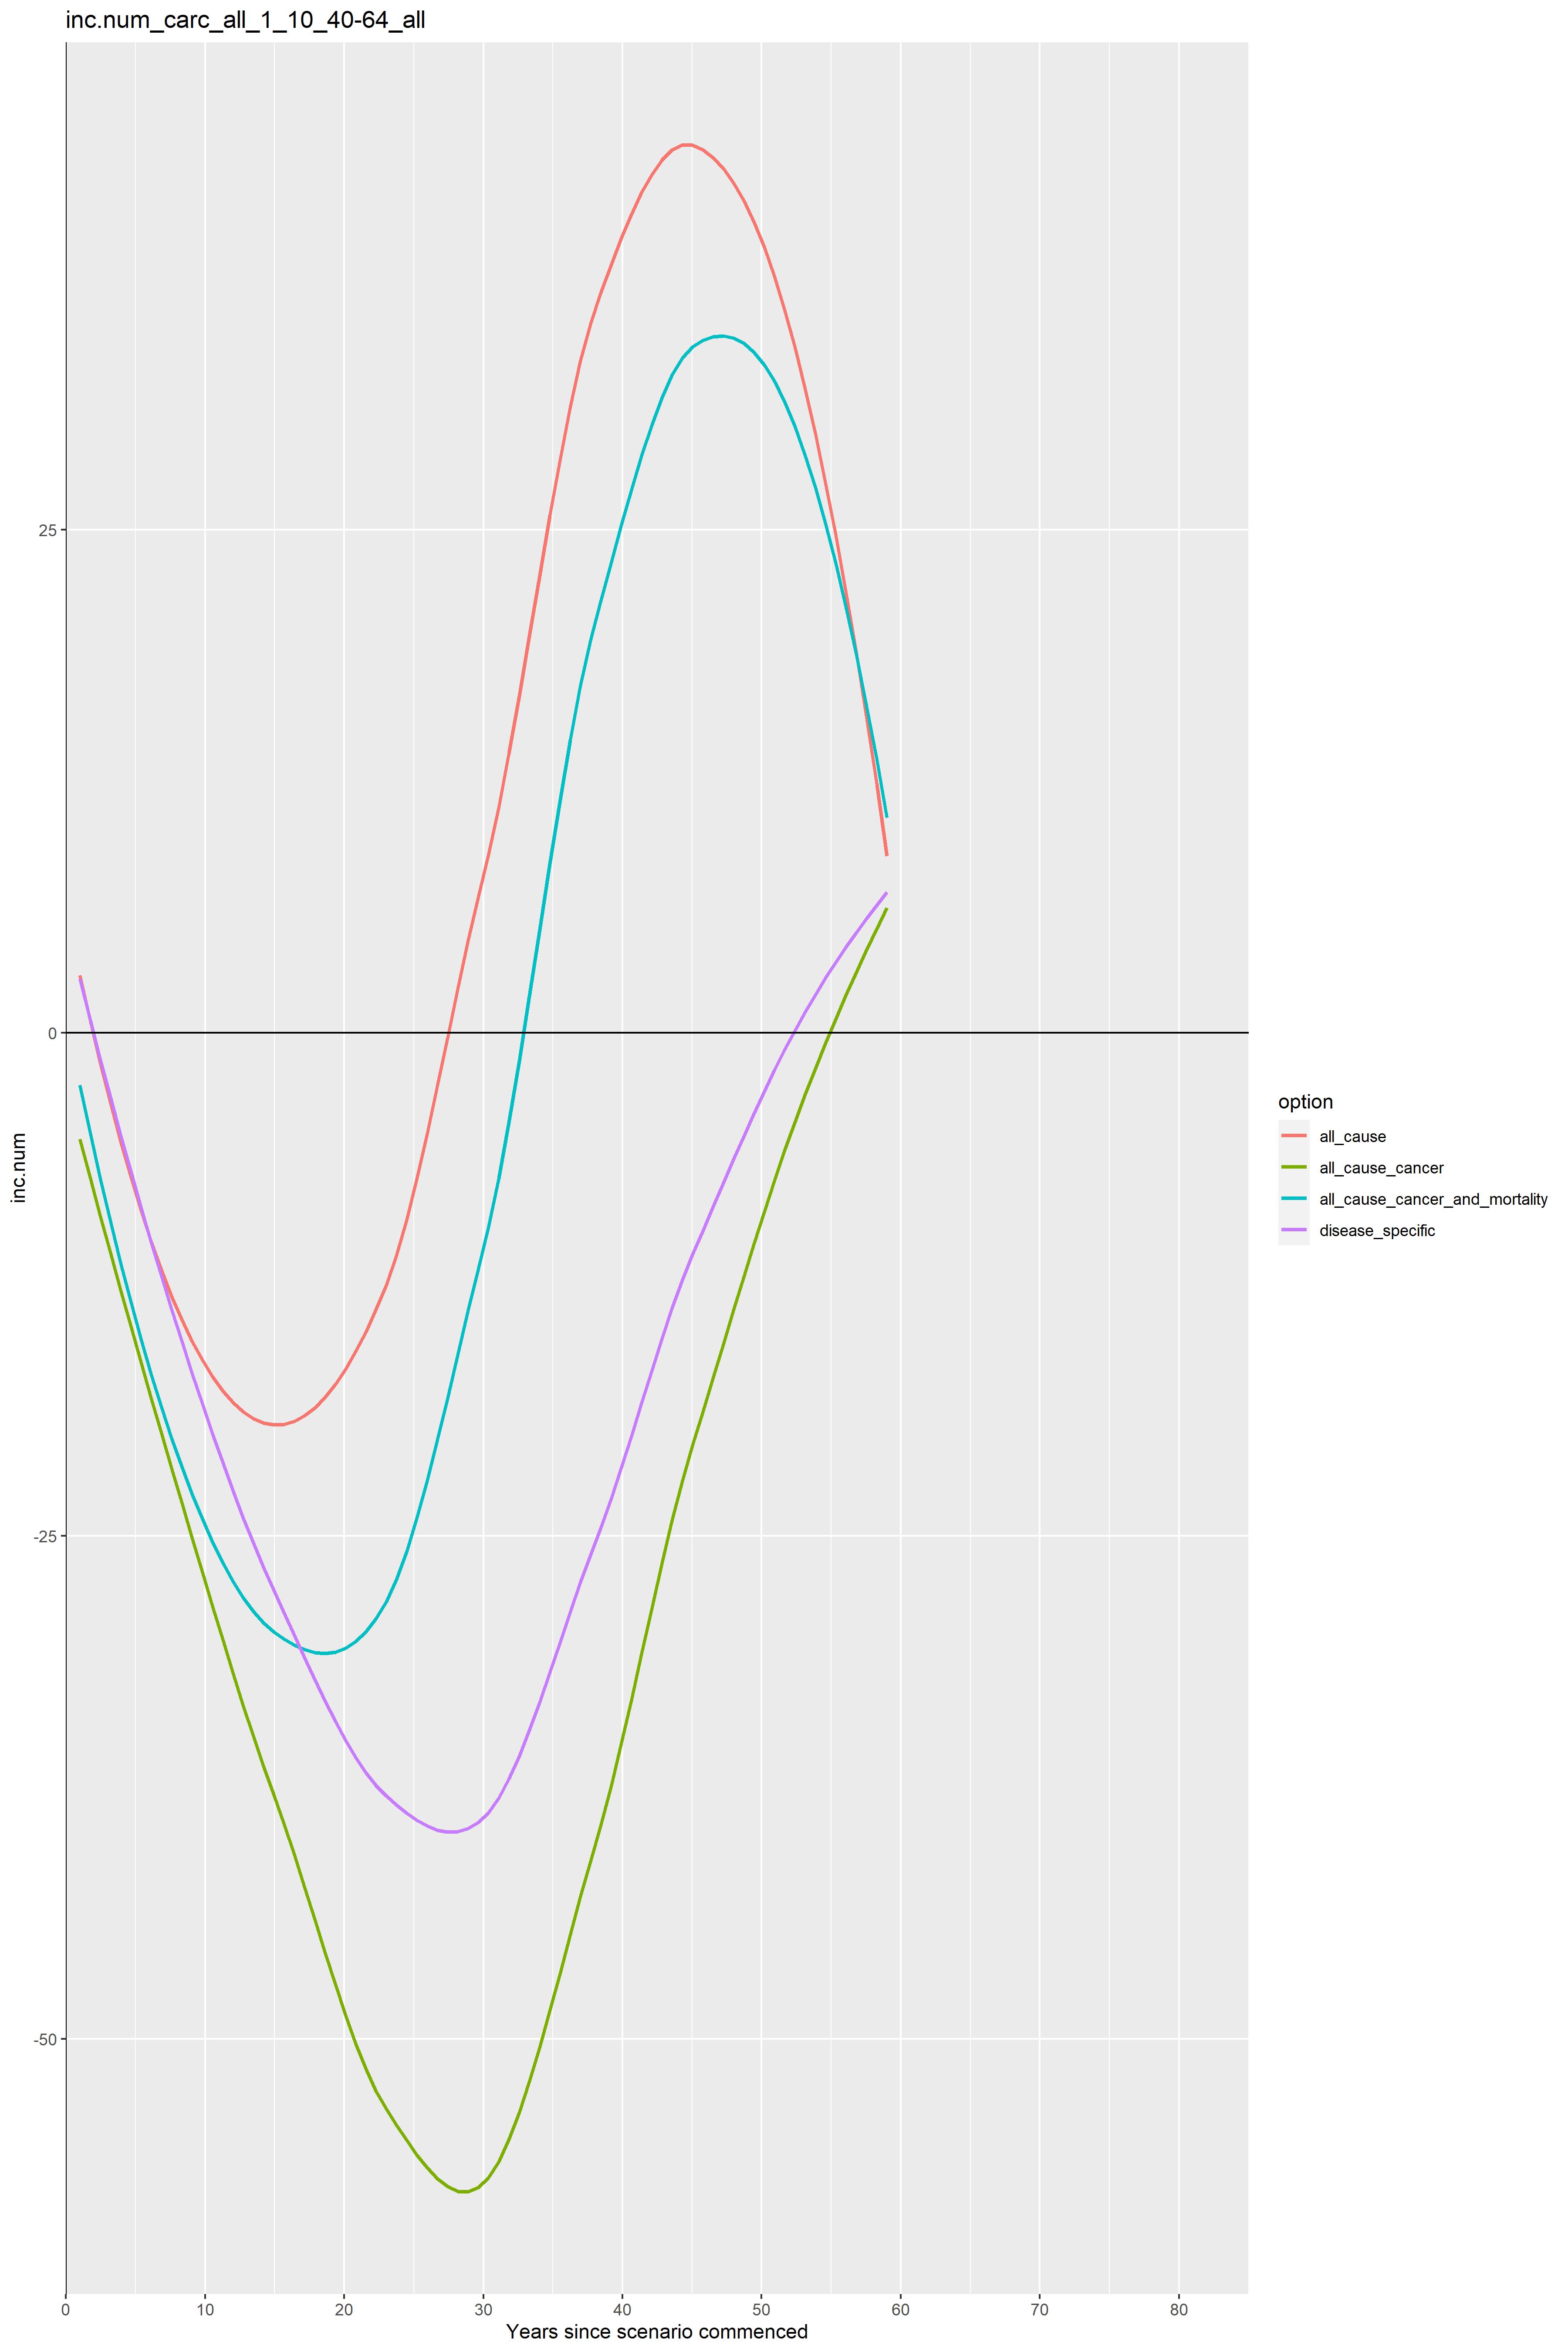 inc.num_carc_all_1_10_40-64_all
25
0
-25
-50
inc.num
0 10 20 30 40 50 60 70 80
Years since scenario commenced
option
all_cause
all_cause_cancer
all_cause_cancer_and_mortality
disease_specific